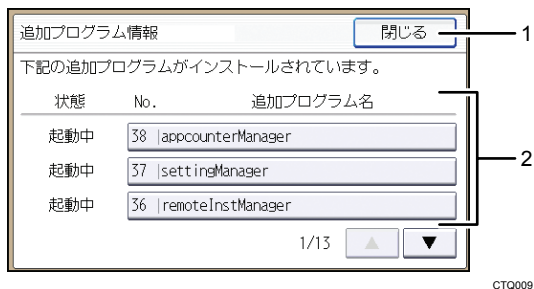 追加プログラム情報
閉じる
1
下記の追加プログラムがインストールされています。
状態 No. 追加プログラム名
起動中 38 |appcounterManager
起動中 37 |settingManager
2
起動中 36 |remoteInstManager
1/13 ▲ ▼
CTQ009